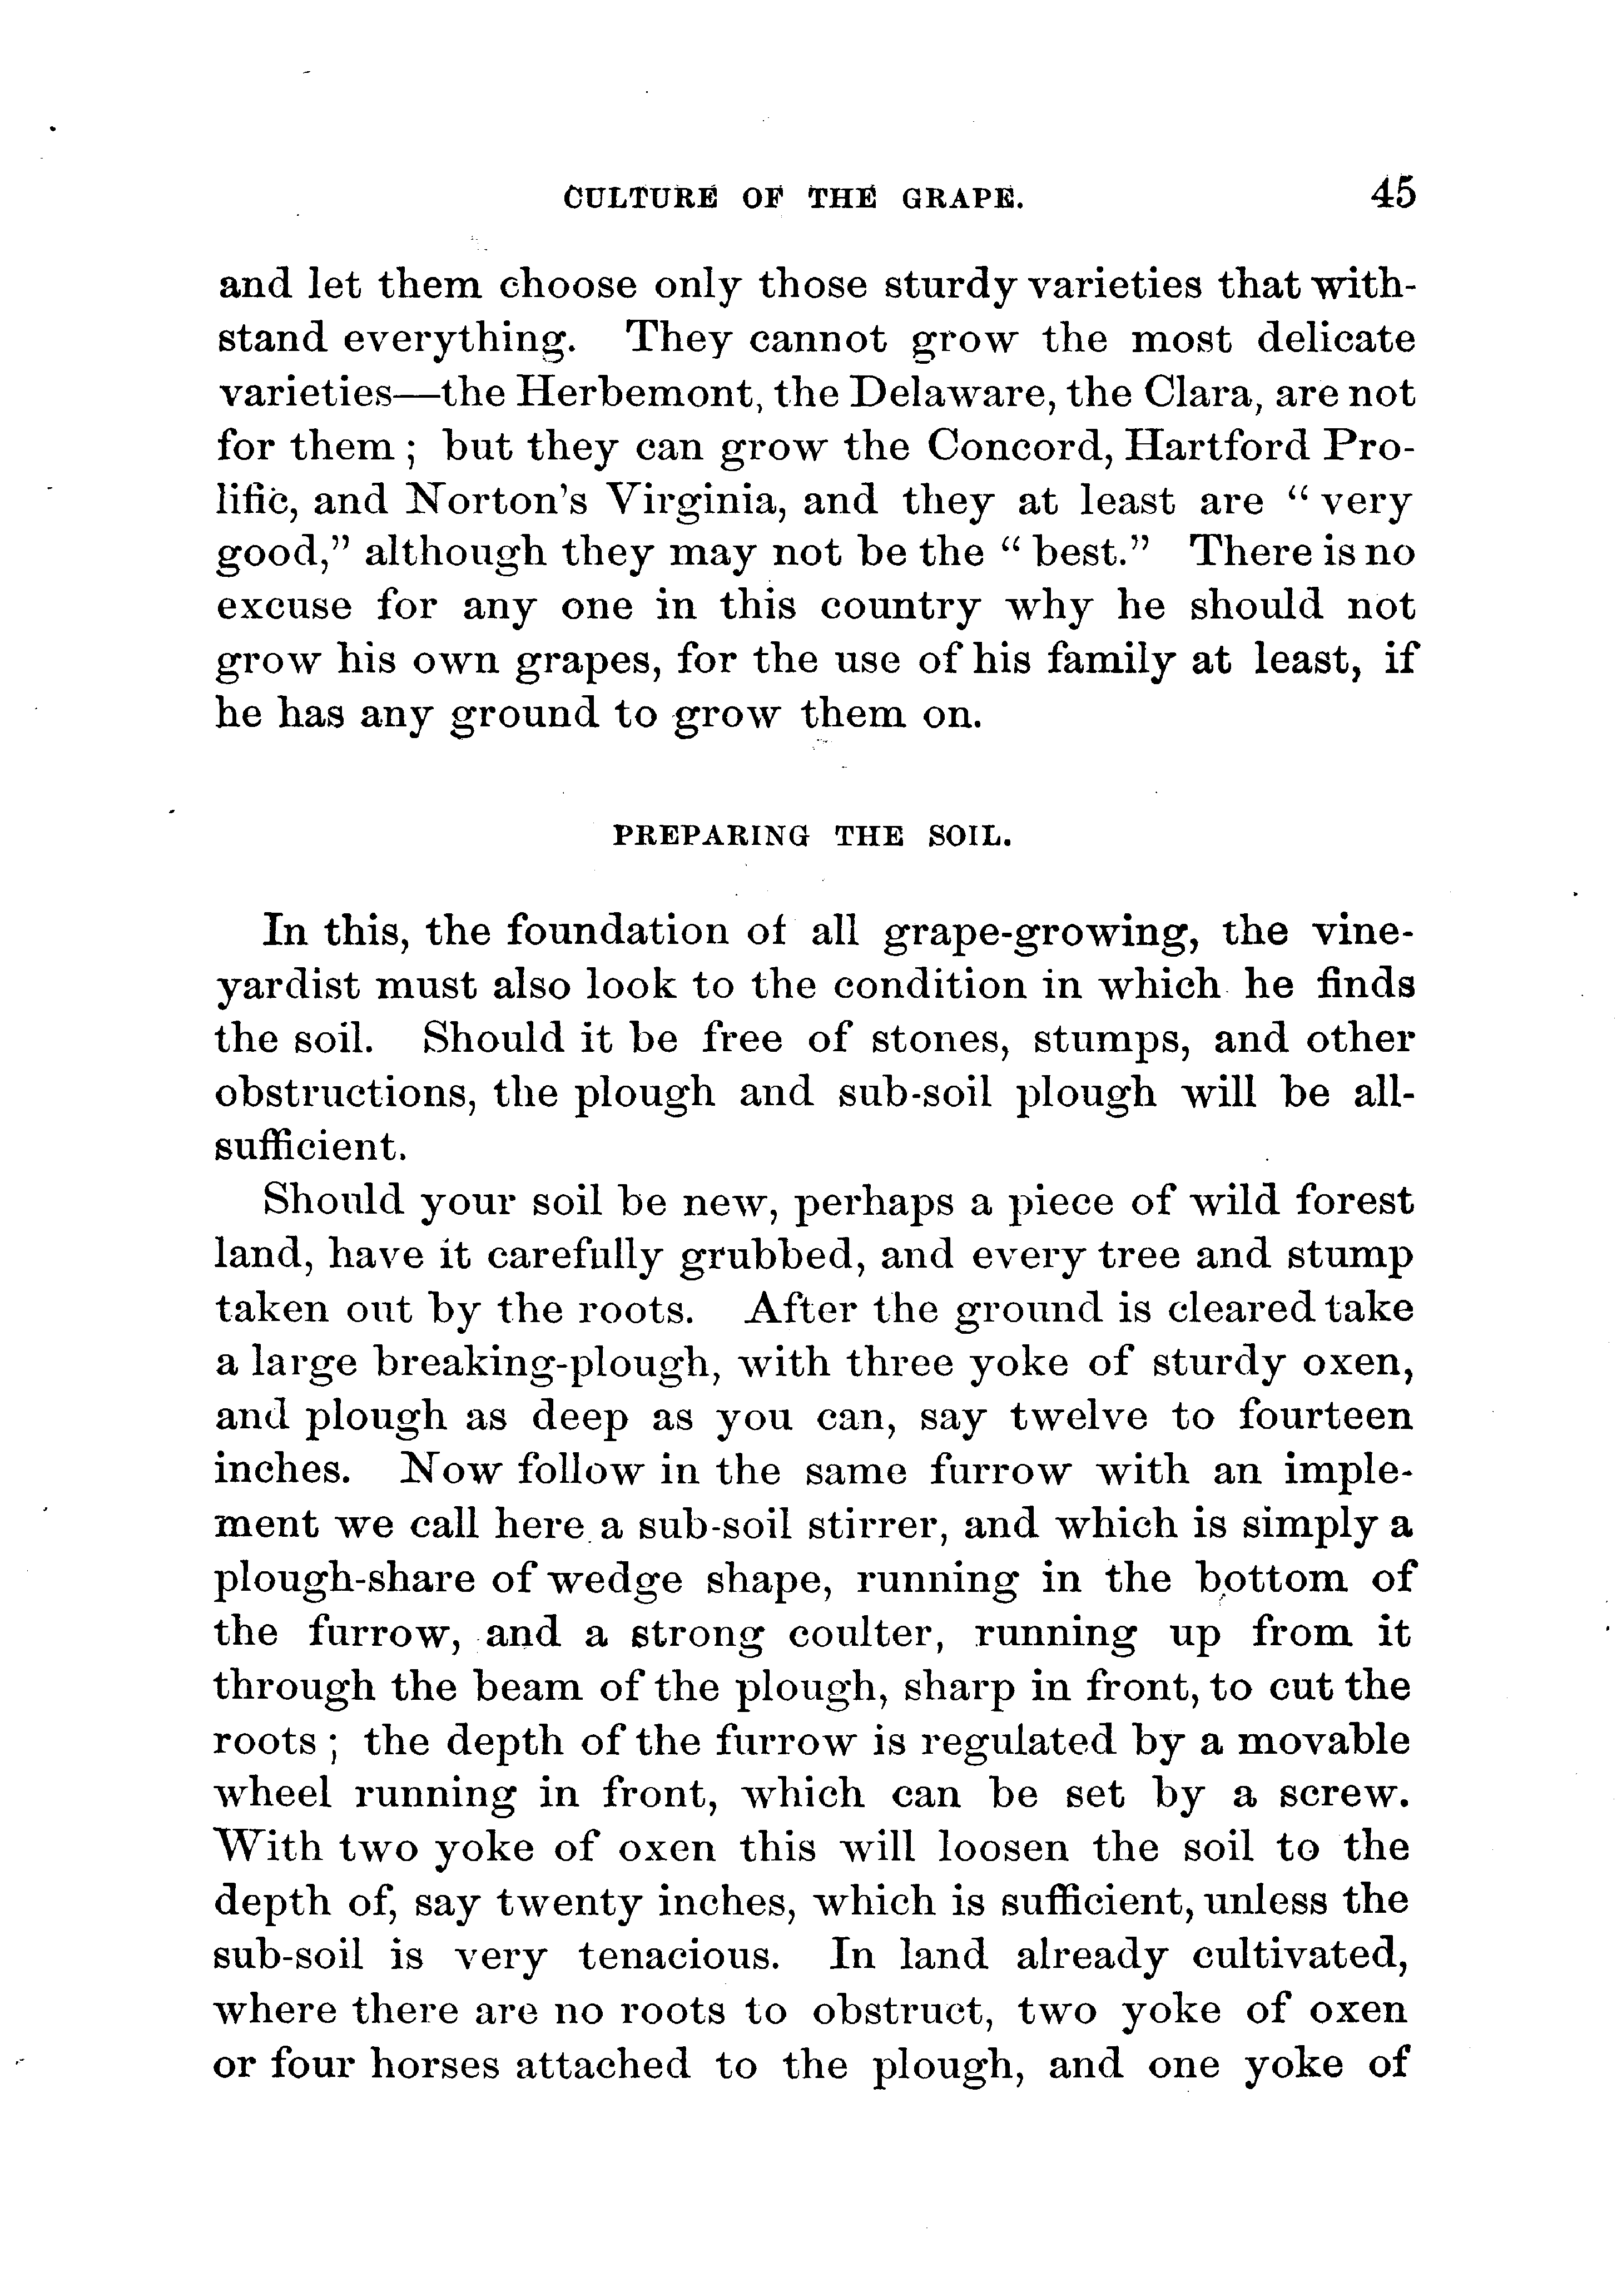 CULTURE OF THE GRAPE. 45
and let them choose only those sturdy varieties that with-
stand everything. They cannot grow the most delicate
varieties—the Herbemont, the Delaware, the Clara, are not
for them ; but they can grow the Concord, Hartford Pro-
lific, and Norton's Virginia, and they at least are “ very
good,” although they may not be the “ best.” There is no
excuse for any one in this country why he should not
grow his own grapes, for the use of his family at least, if
he has any ground to grow them on.
PREPARING THE SOIL.
In this, the foundation of all grape-growing, the vine-
yardist must also look to the condition in which he finds
the soil. Should it be free of stones, stumps, and other
obstructions, the plough and sub-soil plough will be all-
sufficient.
Should your soil be new, perhaps a piece of wild forest
land, have it carefully grubbed, and every tree and stump
taken out by the roots. After the ground is cleared take
a large breaking-plough, with three yoke of sturdy oxen,
and plough as deep as you can, say twelve to fourteen
inches. Now follow in the same furrow with an imple-
ment we call here a sub-soil stirrer, and which is simply a
plough-share of wedge shape, running in the bottom of
the furrow, and a strong coulter, running up from it
through the beam of the plough, sharp in front, to cut the
roots ; the depth of the furrow is regulated by a movable
wheel running in front, which can be set by a screw.
With two yoke of oxen this will loosen the soil to the
depth of, say twenty inches, which is sufficient, unless the
sub-soil is very tenacious. In land already cultivated,
where there are no roots to obstruct, two yoke of oxen
or four horses attached to the plough, and one yoke of